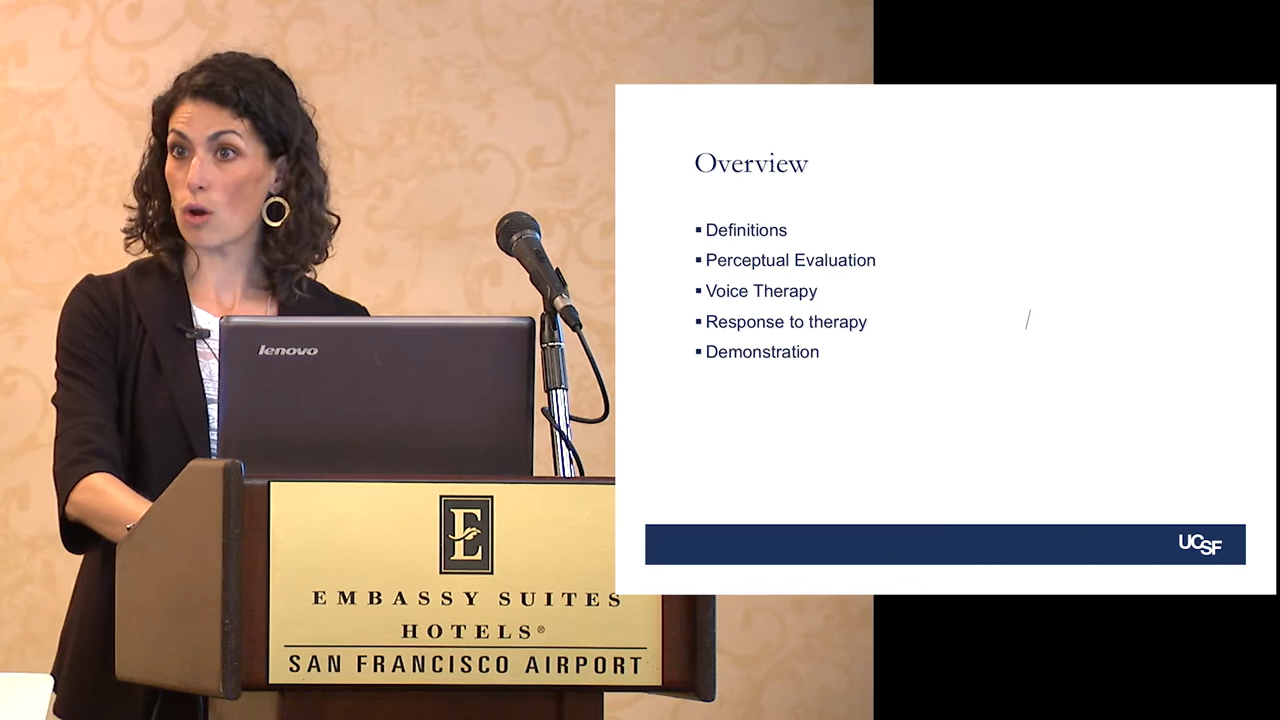 lenovo
E
EMBASSY SUITES
HOTELS®
SAN FRANCISCO AIRPORT
Overview
▪ Definitions
▪ Perceptual Evaluation
▪ Voice Therapy
▪ Response to therapy
▪ Demonstration
/
UCSF